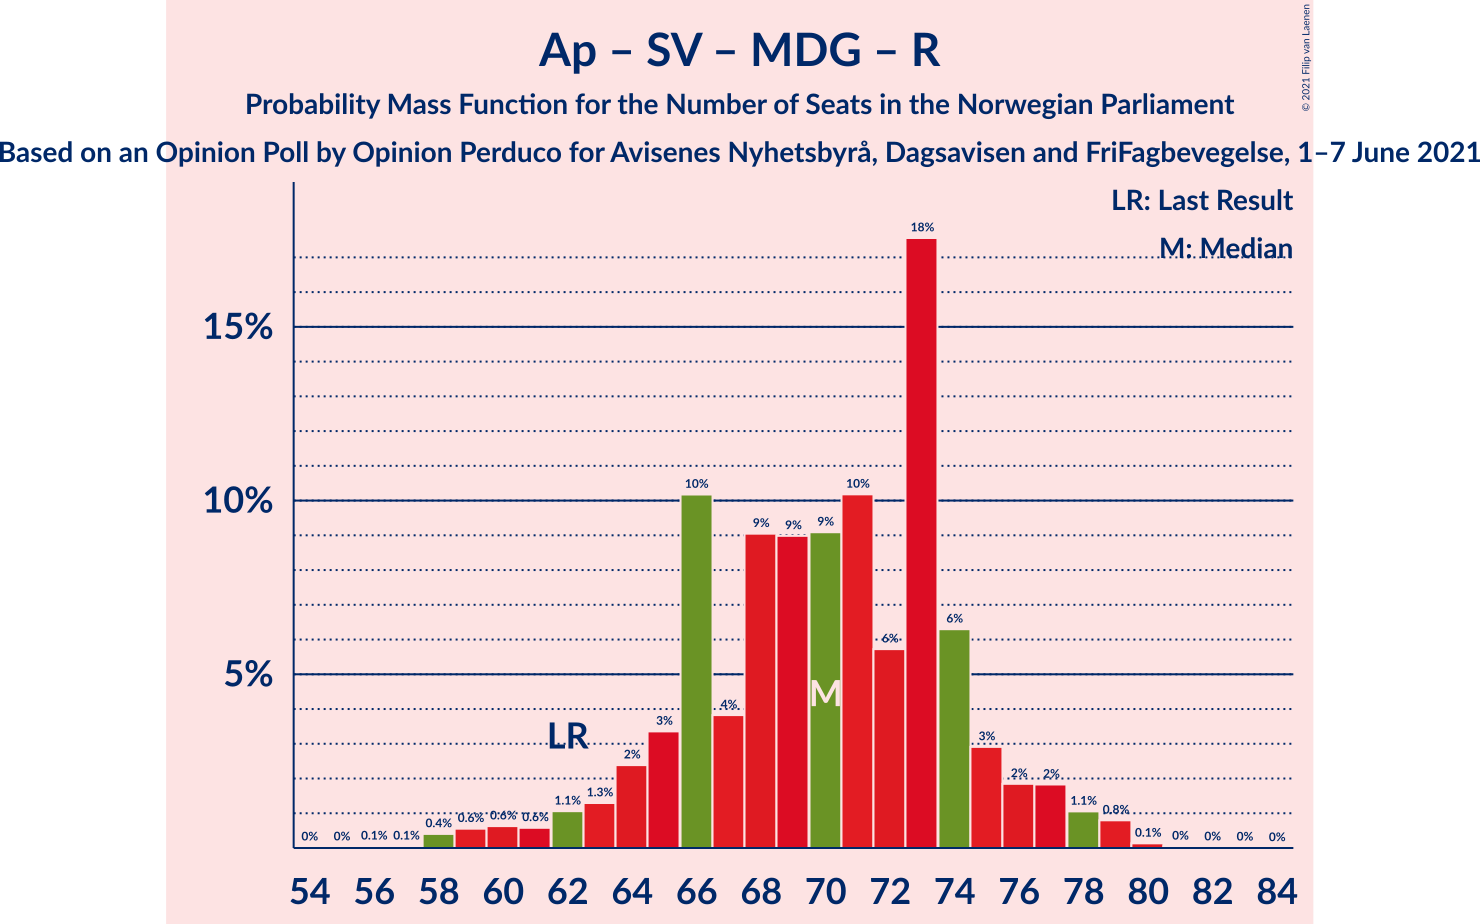 Ap – SV – MDG – R
Probability Mass Function for the Number of Seats in the Norwegian Parliament
Based on an Opinion Poll by Opinion Perduco for Avisenes Nyhetsbyrå, Dagsavisen and FriFagbevegelse, 1–7 June 2021
© 2021 Filip van Laenen
LR: Last Result
M: Median
15%
10%
5%
0% 0% 0.1% 0.1% 0.4% 0.6% 0.6% 0.6% 1.1% 1.3% 2% 3% 10% 4% 9% 9% 9% 10% 6% 18% 6% 3% 2% 2% 1.1% 0.8% 0.1% 0% 0% 0% 0%
LR
M
54 56 58 60 62 64 66 68 70 72 74 76 78 80 82 84